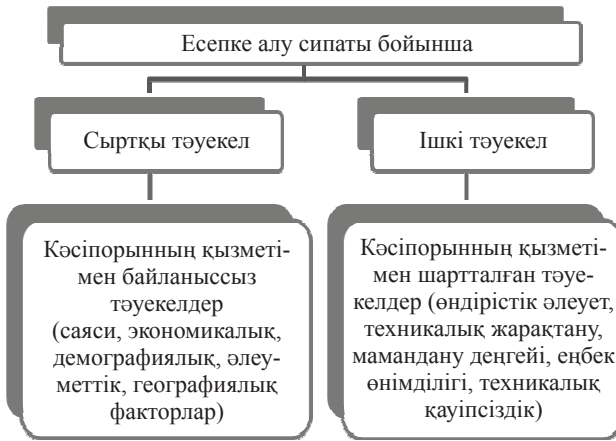 Есепке алу сипаты бойынша
Сыртқы тәуекел
Ішкі тәуекел
Кәсіпорынның қызметі-
мен байланыссыз
тәуекелдер
(саяси, экономикалық,
демографиялық, әлеу-
меттік, географиялық
факторлар)
Кәсіпорынның қызметі-
мен шартталған тәуе-
келдер (өндірістік әлеует,
техникалық жарақтану,
мамандану деңгейі, еңбек
өнімділігі, техникалық
қауіпсіздік)